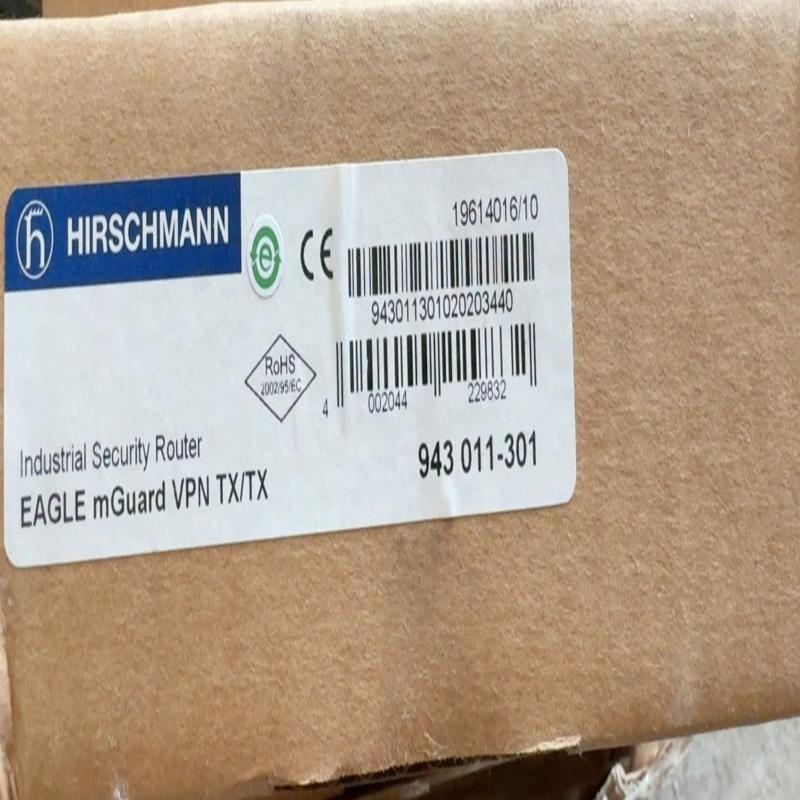 HIRSCHMANN
e
CE
19614016/10
943011301020203440
RoHS
2002/95/EC
4 002044 229832
Industrial Security Router
943 011-301
EAGLE mGuard VPN TX/TX